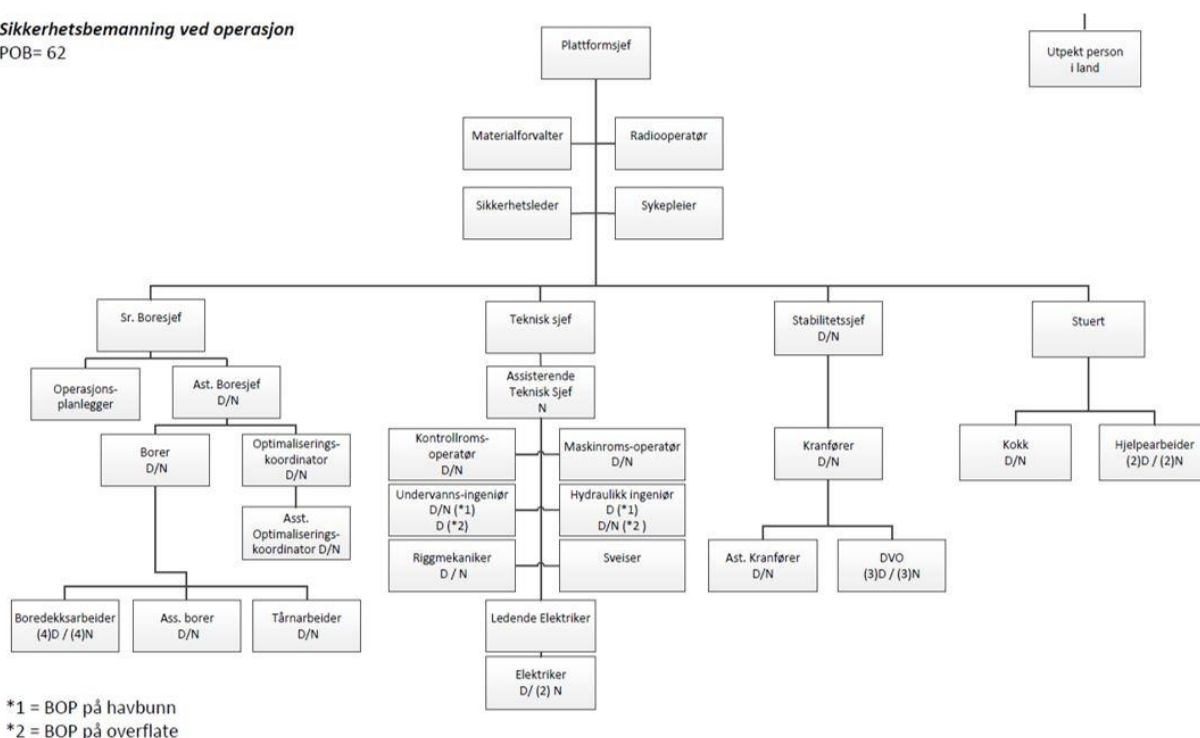 Sikkerhetsbemanning ved operasjon
POB= 62
Plattformsjef
Utpekt person
i land
Materialforvalter
Radiooperatør
Sikkerhetsleder
Sykepleier
Sr. Boresjef
Teknisk sjef
Stabilitetssjef
D/N
Stuert
Operasjons-
planlegger
Ast. Boresjef
D/N
Assisterende
Teknisk Sjef
N
Borer
D/N
Optimaliserings-
koordinator
D/N
Kontrollroms-
operatør
D/N
Maskinroms-operatør
D/N
Kranfører
D/N
Kokk
D/N
Hjelpearbeider
(2)D / (2)N
Undervanns-ingeniør
D/N (*1)
D (*2)
Hydraulikk ingeniør
D (*1)
D/N (*2 )
Asst.
Optimaliserings-
koordinator D/N
Riggmekaniker
D / N
Sveiser
Ast. Kranfører
D/N
DVO
(3)D / (3)N
Boredekksarbeider
(4)D / (4)N
Ass. borer
D/N
Tårnarbeider
D/N
Ledende Elektriker
Elektriker
D/ (2) N
*1 = BOP på havbunn
*2 = BOP på overflate